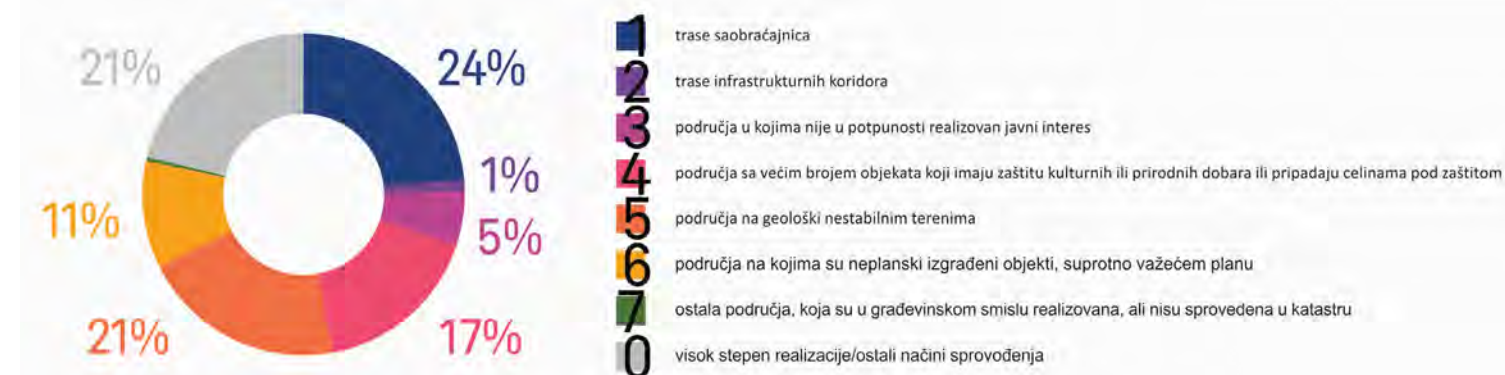 21%
24%
1%
5%
11%
21%
17%
1 trase saobraćajnica
2 trase infrastrukturnih koridora
3 područja u kojima nije u potpunosti realizovan javni interes
4 područja sa većim brojem objekata koji imaju zaštitu kulturnih ili prirodnih dobara ili pripadaju celinama pod zaštitom
5 područja na geološki nestabilnim terenima
6 područja na kojima su neplanski izgrađeni objekti, suprotno važećem planu
7 ostala područja, koja su u građevinskom smislu realizovana, ali nisu sprovedena u katastru
0 visok stepen realizacije/ostali načini sprovođenja